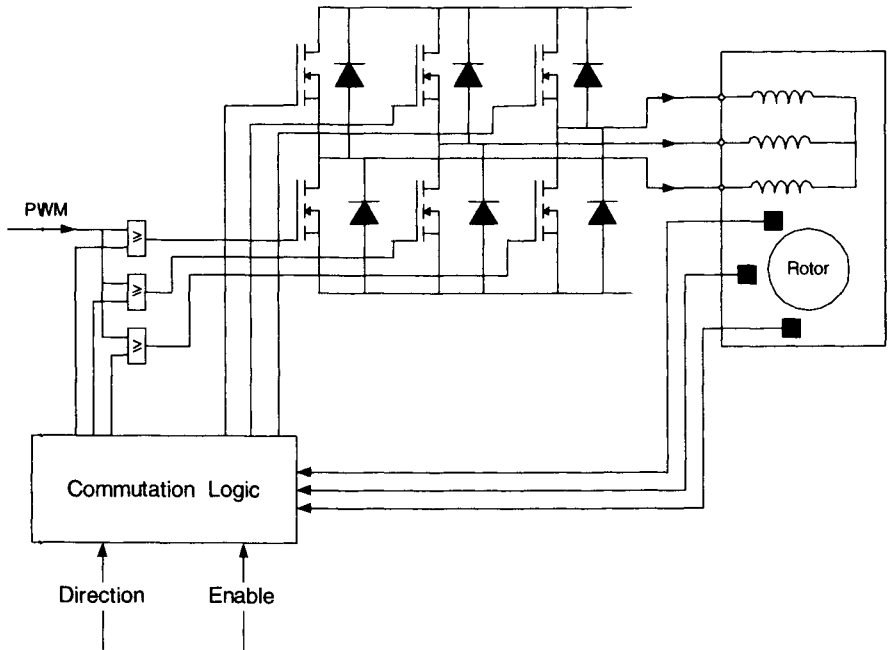 PWM
≥
≥
≥
Rotor
Commutation Logic
Direction
Enable